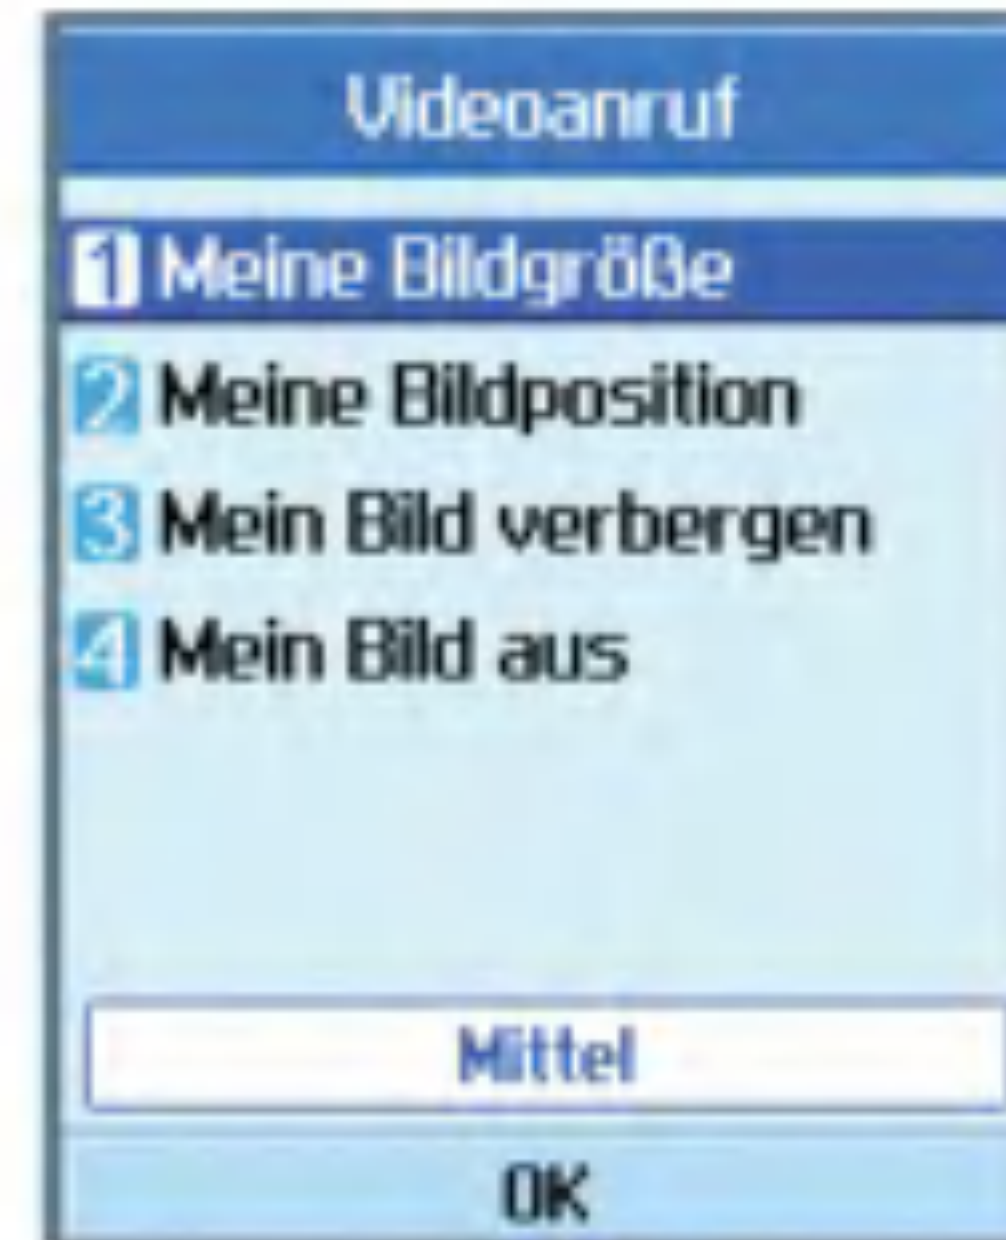 Videoanruf
1 Meine Bildgröße
2 Meine Bildposition
3 Mein Bild verbergen
4 Mein Bild aus
Mittel
OK